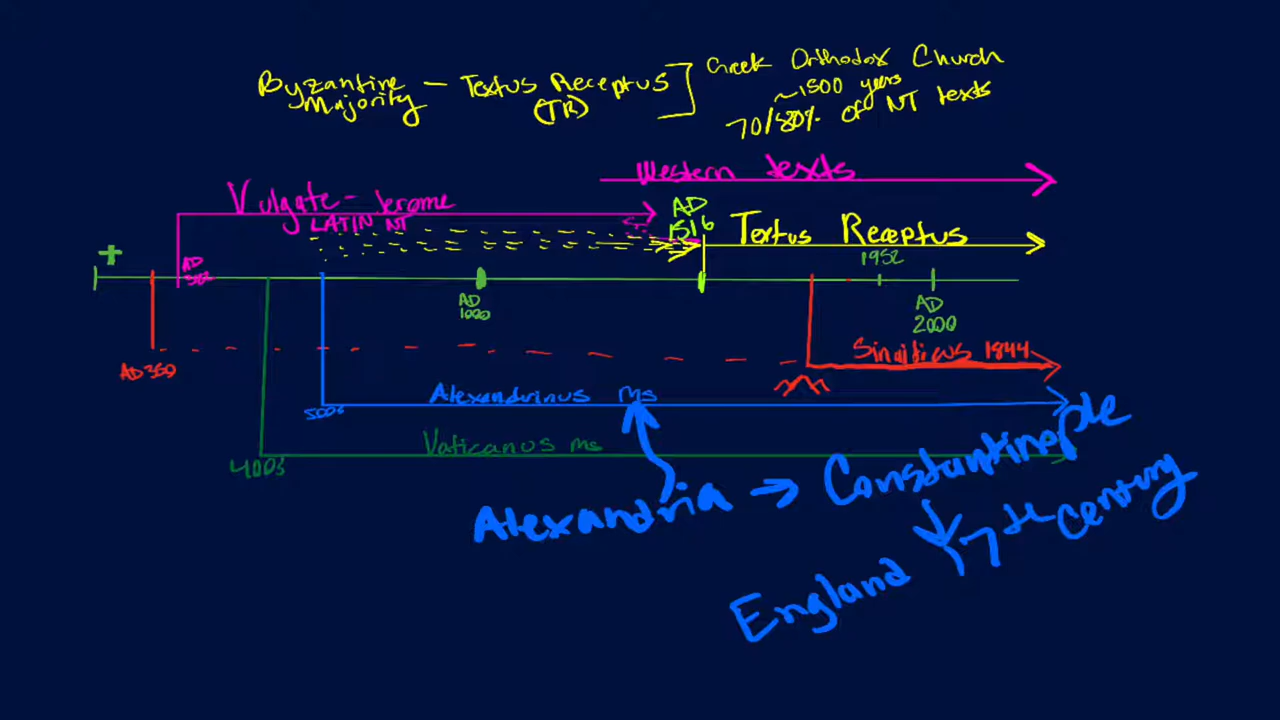 Byzantine — Textus Receptus] Greek Orthodox Church
Majority (TR) ~1500 years
70/80% of NT texts
Western texts
Vulgate - Jerome
LATIN NT
AD
1516
Textus Receptus
+
AD
1952
AD
1000
AD
2000
AD350
Sinaiticus 1844
500s
Alexandrinus ms
400s
Vaticanus ms
Alexandria → Constantinople
England 17th century